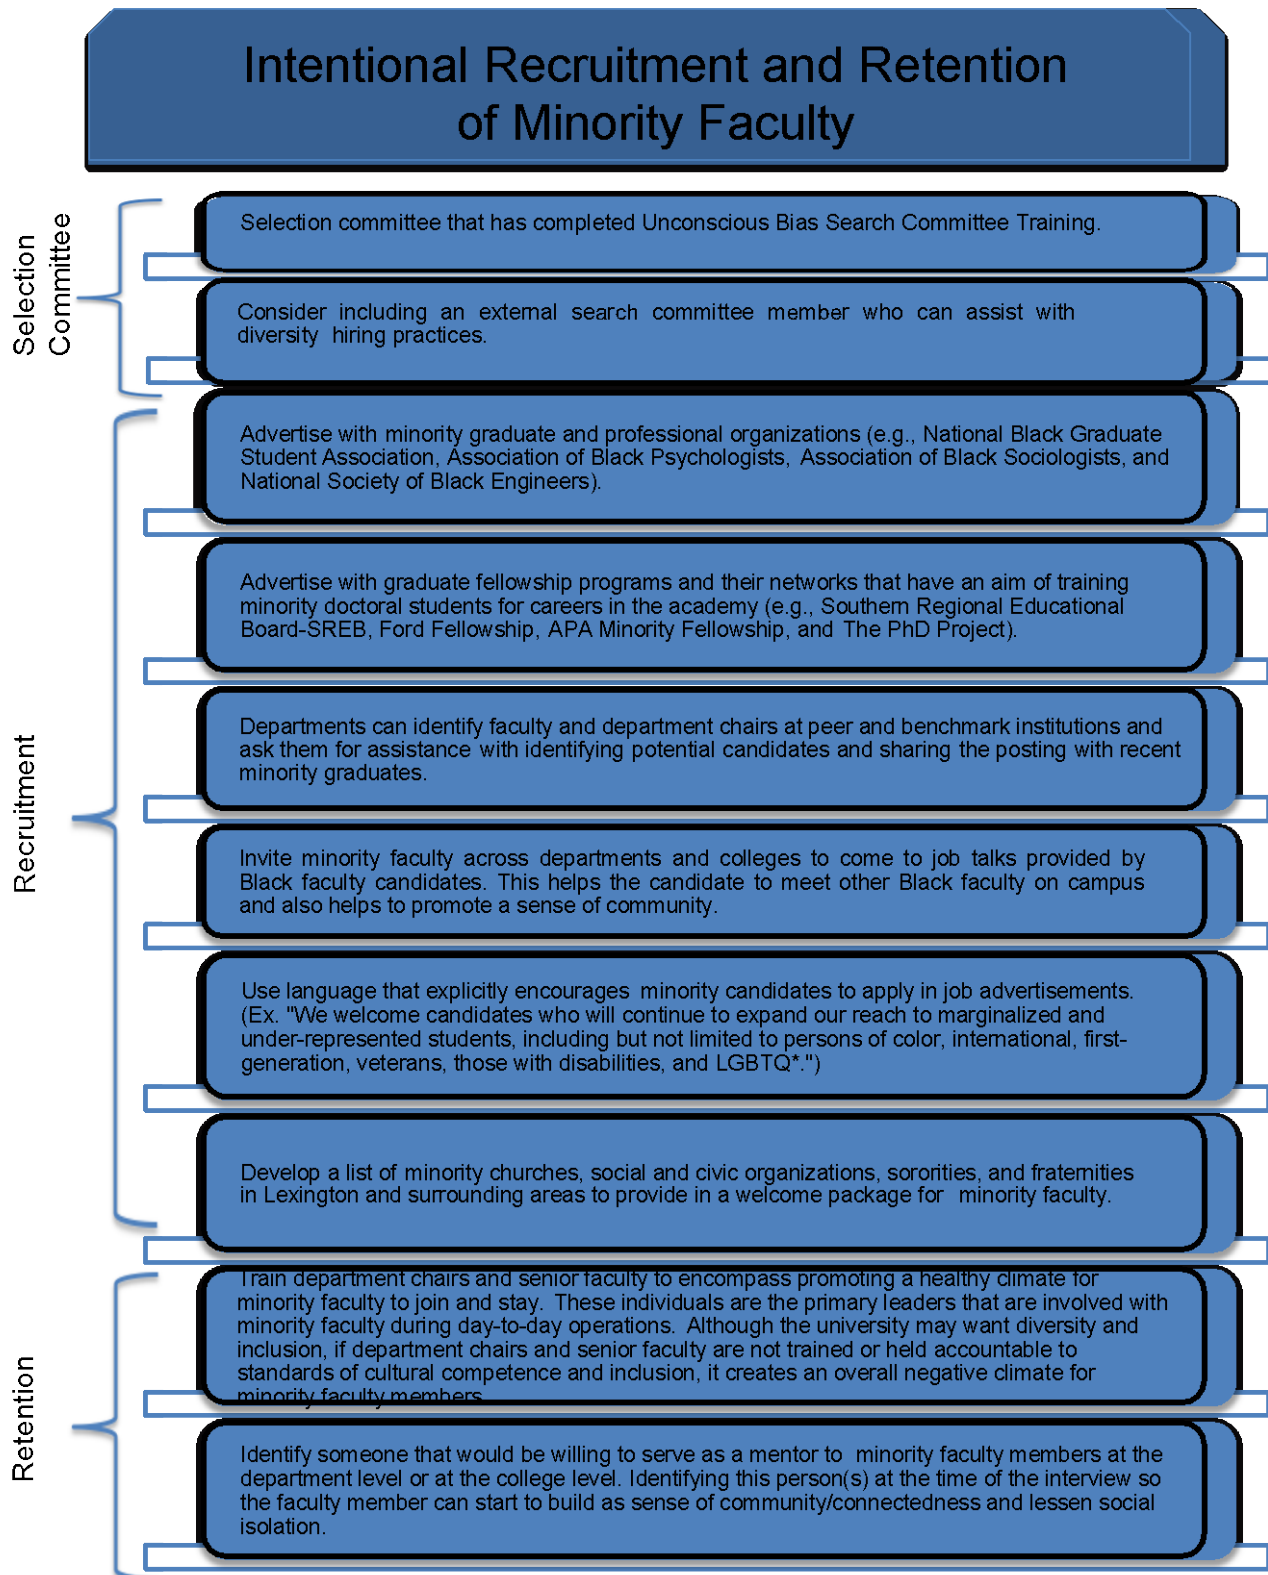 Intentional Recruitment and Retention
of Minority Faculty
Selection
Committee
Selection committee that has completed Unconscious Bias Search Committee Training.
Consider including an external search committee member who can assist with
diversity hiring practices.
Recruitment
Advertise with minority graduate and professional organizations (e.g., National Black Graduate
Student Association, Association of Black Psychologists, Association of Black Sociologists, and
National Society of Black Engineers).
Advertise with graduate fellowship programs and their networks that have an aim of training
minority doctoral students for careers in the academy (e.g., Southern Regional Educational
Board-SREB, Ford Fellowship, APA Minority Fellowship, and The PhD Project).
Departments can identify faculty and department chairs at peer and benchmark institutions and
ask them for assistance with identifying potential candidates and sharing the posting with recent
minority graduates.
Invite minority faculty across departments and colleges to come to job talks provided by
Black faculty candidates. This helps the candidate to meet other Black faculty on campus
and also helps to promote a sense of community.
Use language that explicitly encourages minority candidates to apply in job advertisements.
(Ex. "We welcome candidates who will continue to expand our reach to marginalized and
under-represented students, including but not limited to persons of color, international, first-
generation, veterans, those with disabilities, and LGBTQ*.")
Develop a list of minority churches, social and civic organizations, sororities, and fraternities
in Lexington and surrounding areas to provide in a welcome package for minority faculty.
Retention
Train department chairs and senior faculty to encompass promoting a healthy climate for
minority faculty to join and stay. These individuals are the primary leaders that are involved with
minority faculty during day-to-day operations. Although the university may want diversity and
inclusion, if department chairs and senior faculty are not trained or held accountable to
standards of cultural competence and inclusion, it creates an overall negative climate for
minority faculty members.
Identify someone that would be willing to serve as a mentor to minority faculty members at the
department level or at the college level. Identifying this person(s) at the time of the interview so
the faculty member can start to build as sense of community/connectedness and lessen social
isolation.